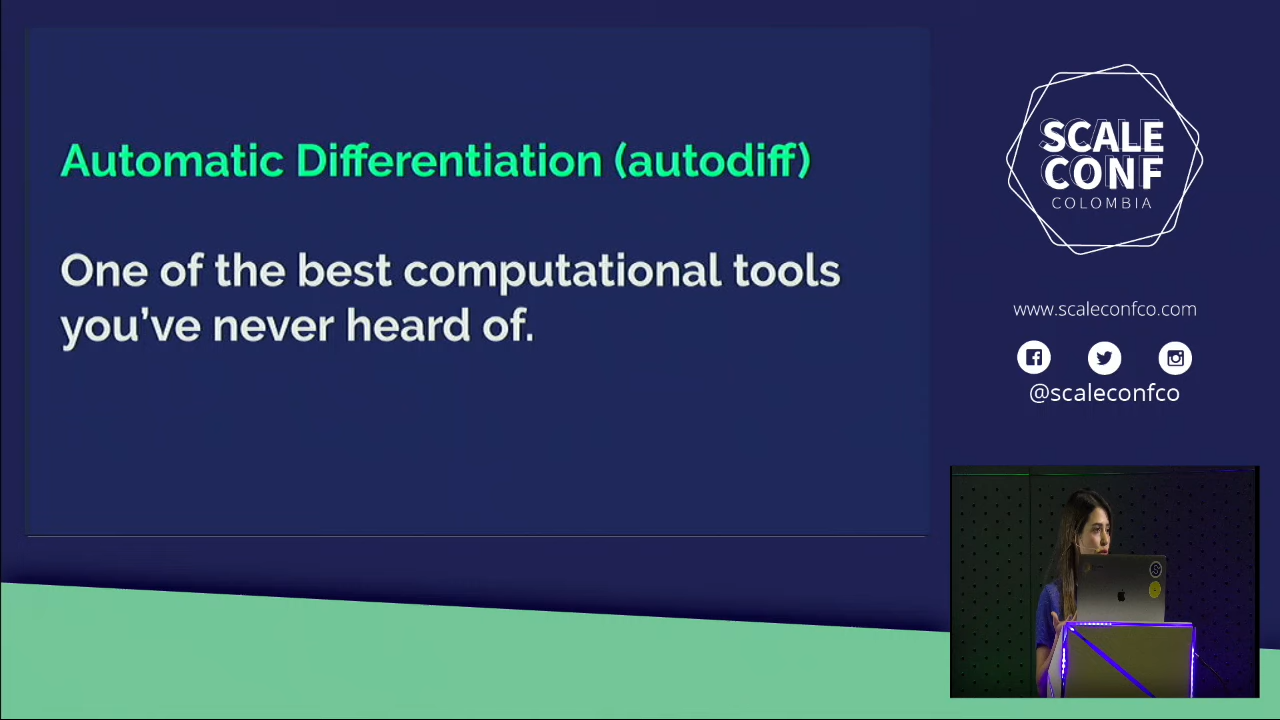 Automatic Differentiation (autodiff)
One of the best computational tools
you've never heard of.
SCALE
CONF
COLOMBIA
www.scaleconfco.com
@scaleconfco